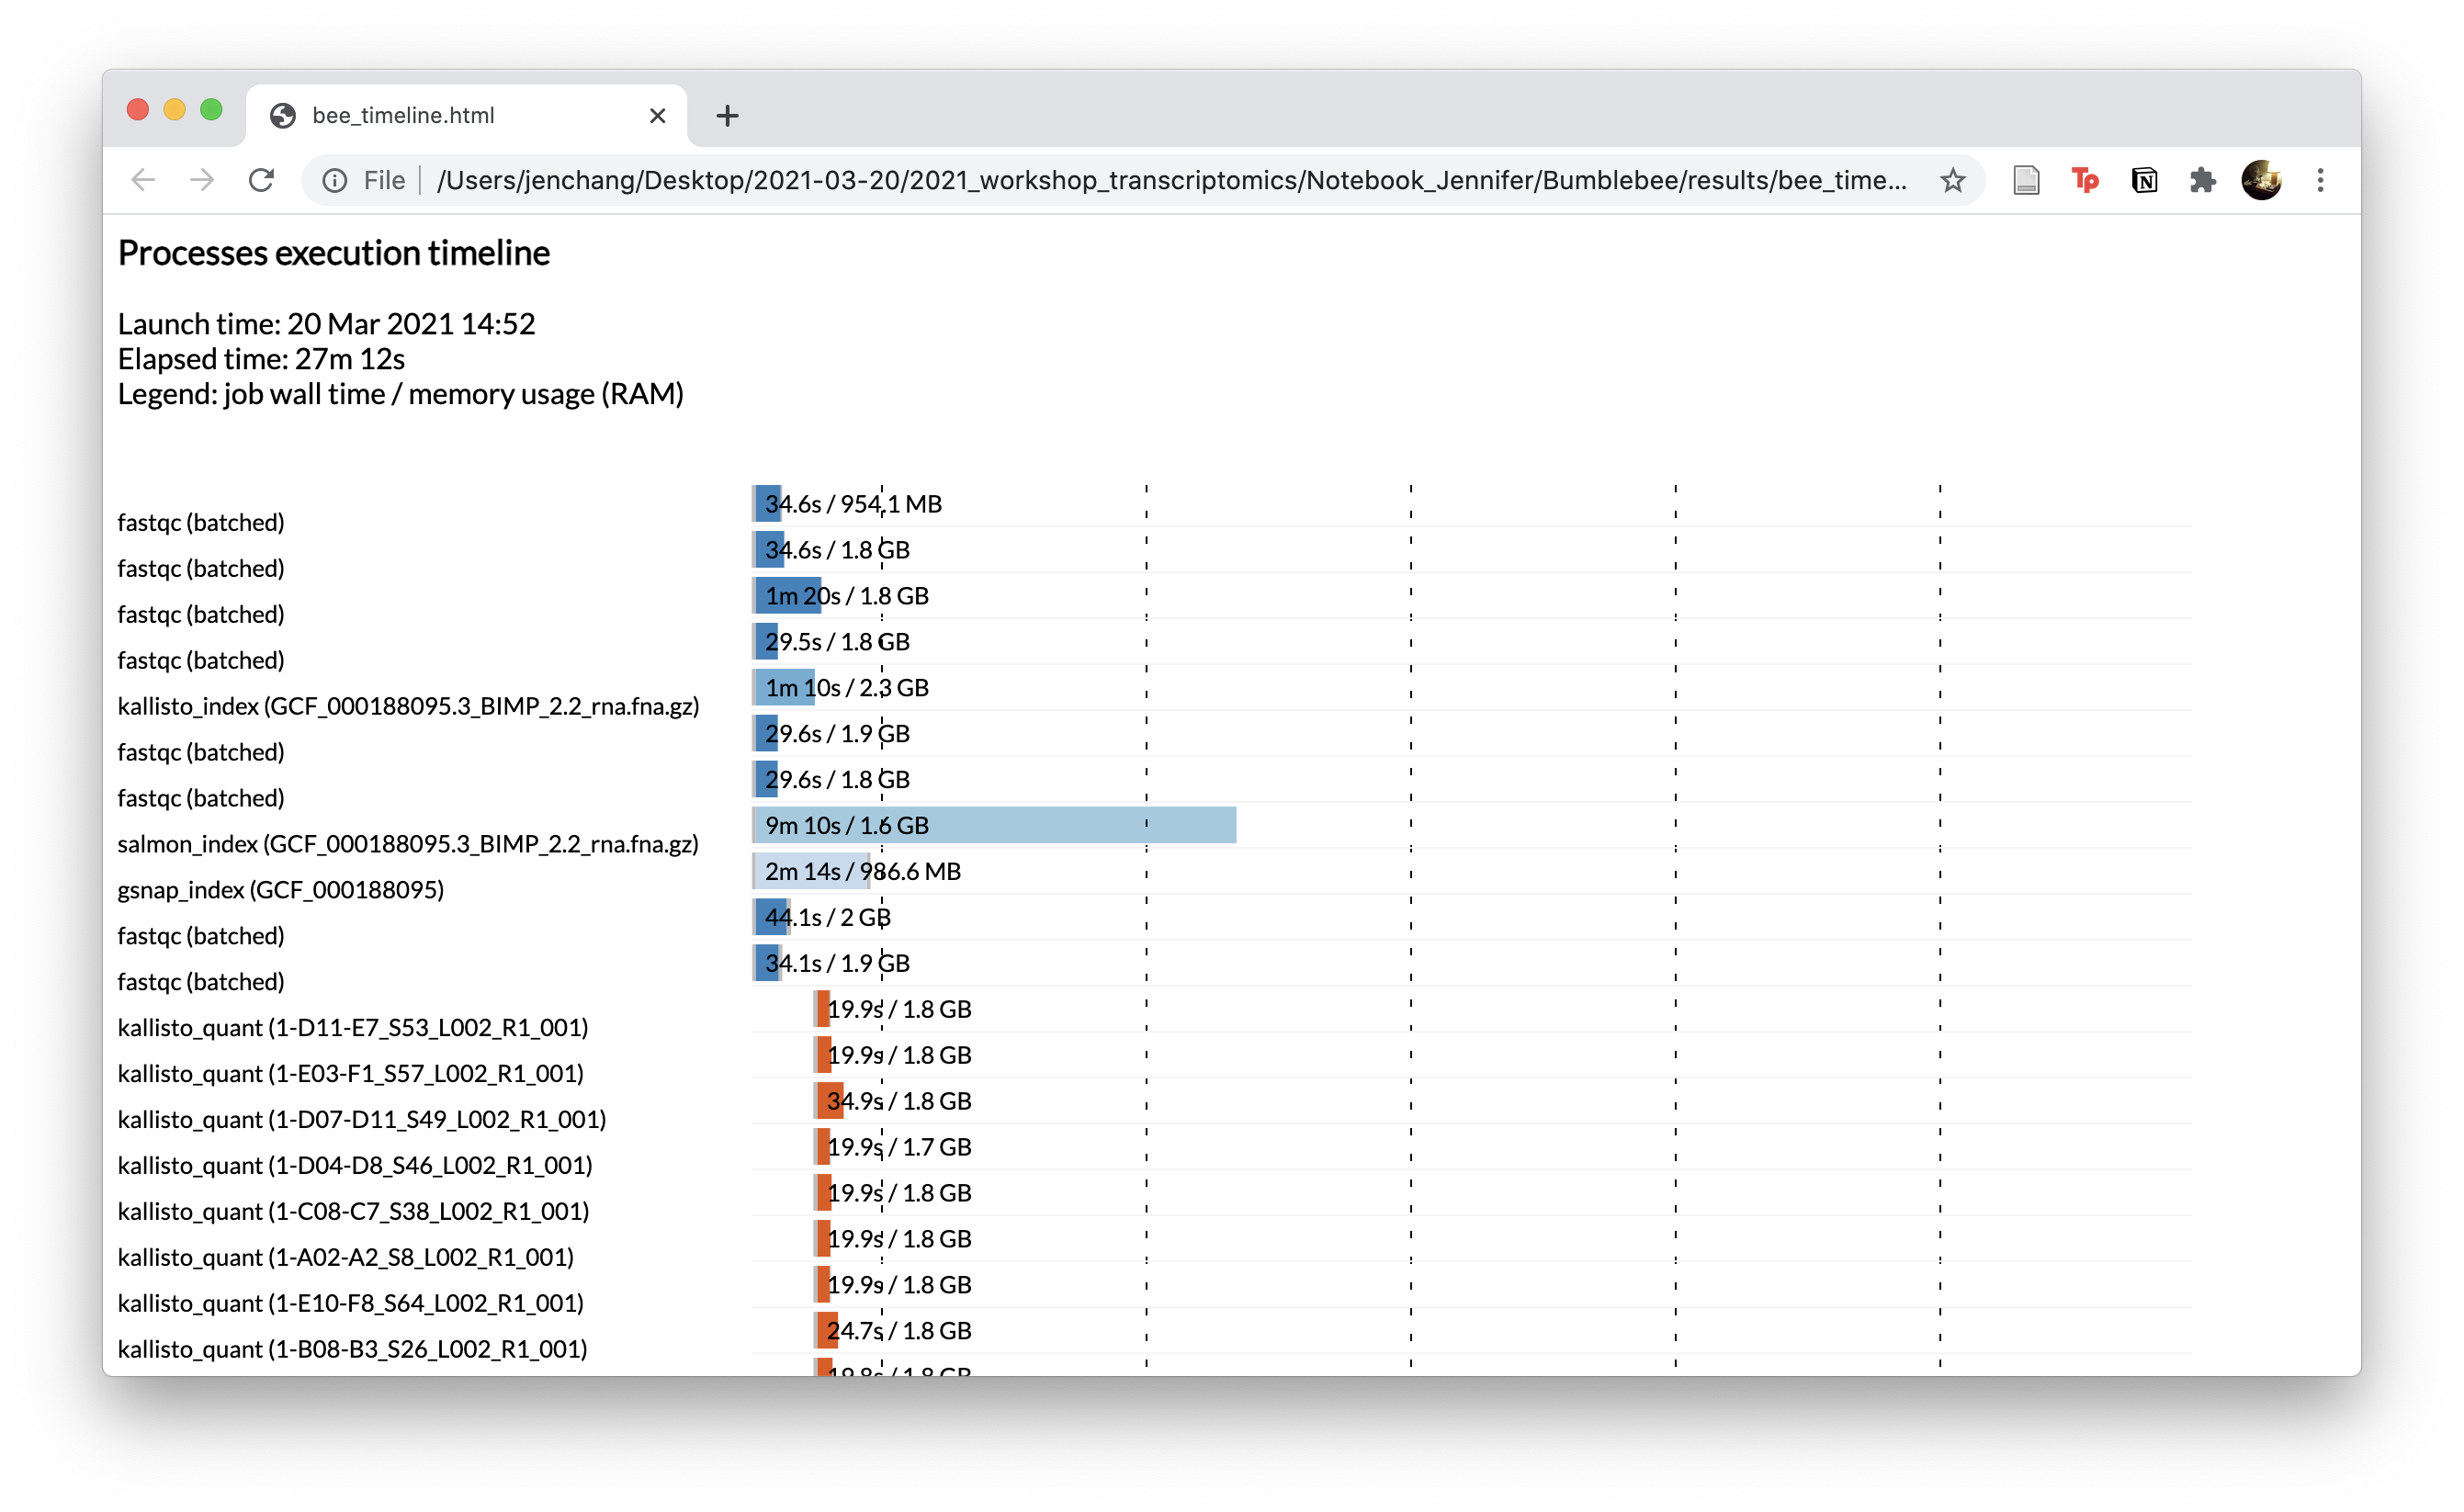 bee_timeline.html
File /Users/jenchang/Desktop/2021-03-20/2021_workshop_transcriptomics/Notebook_Jennifer/Bumblebee/results/bee_time...
Tp
N
Processes execution timeline
Launch time: 20 Mar 2021 14:52
Elapsed time: 27m 12s
Legend: job wall time / memory usage (RAM)
34.6s / 954.1 MB
fastqc (batched)
34.6s / 1.8 GB
fastqc (batched)
1m 20s / 1.8 GB
fastqc (batched)
29.5s / 1.8 GB
fastqc (batched)
1m 10s / 2.3 GB
kallisto_index (GCF_000188095.3_BIMP_2.2_rna.fna.gz)
29.6s / 1.9 GB
fastqc (batched)
29.6s / 1.8 GB
fastqc (batched)
9m 10s / 1.6 GB
salmon_index (GCF_000188095.3_BIMP_2.2_rna.fna.gz)
2m 14s / 986.6 MB
gsnap_index (GCF_000188095)
44.1s / 2 GB
fastqc (batched)
34.1s / 1.9 GB
fastqc (batched)
19.9s / 1.8 GB
kallisto_quant (1-D11-E7_S53_L002_R1_001)
19.9s / 1.8 GB
kallisto_quant (1-E03-F1_S57_L002_R1_001)
34.9s / 1.8 GB
kallisto_quant (1-D07-D11_S49_L002_R1_001)
19.9s / 1.7 GB
kallisto_quant (1-D04-D8_S46_L002_R1_001)
19.9s / 1.8 GB
kallisto_quant (1-C08-C7_S38_L002_R1_001)
19.9s / 1.8 GB
kallisto_quant (1-A02-A2_S8_L002_R1_001)
19.9s / 1.8 GB
kallisto_quant (1-E10-F8_S64_L002_R1_001)
24.7s / 1.8 GB
kallisto_quant (1-B08-B3_S26_L002_R1_001)
19.8s / 1.8 GB